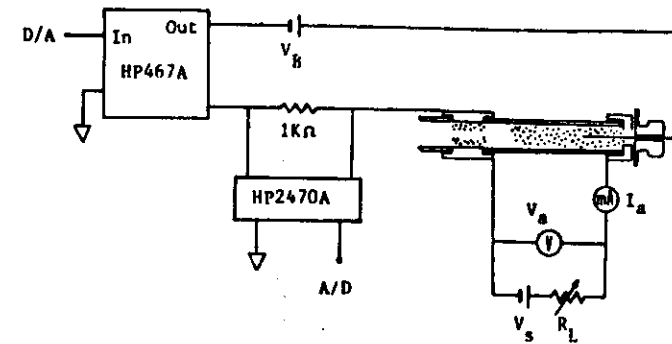 D/A
In
Out
HP467A
V_B
1KΩ
HP2470A
A/D
V_a
V
mA
I_a
V_s
R_L